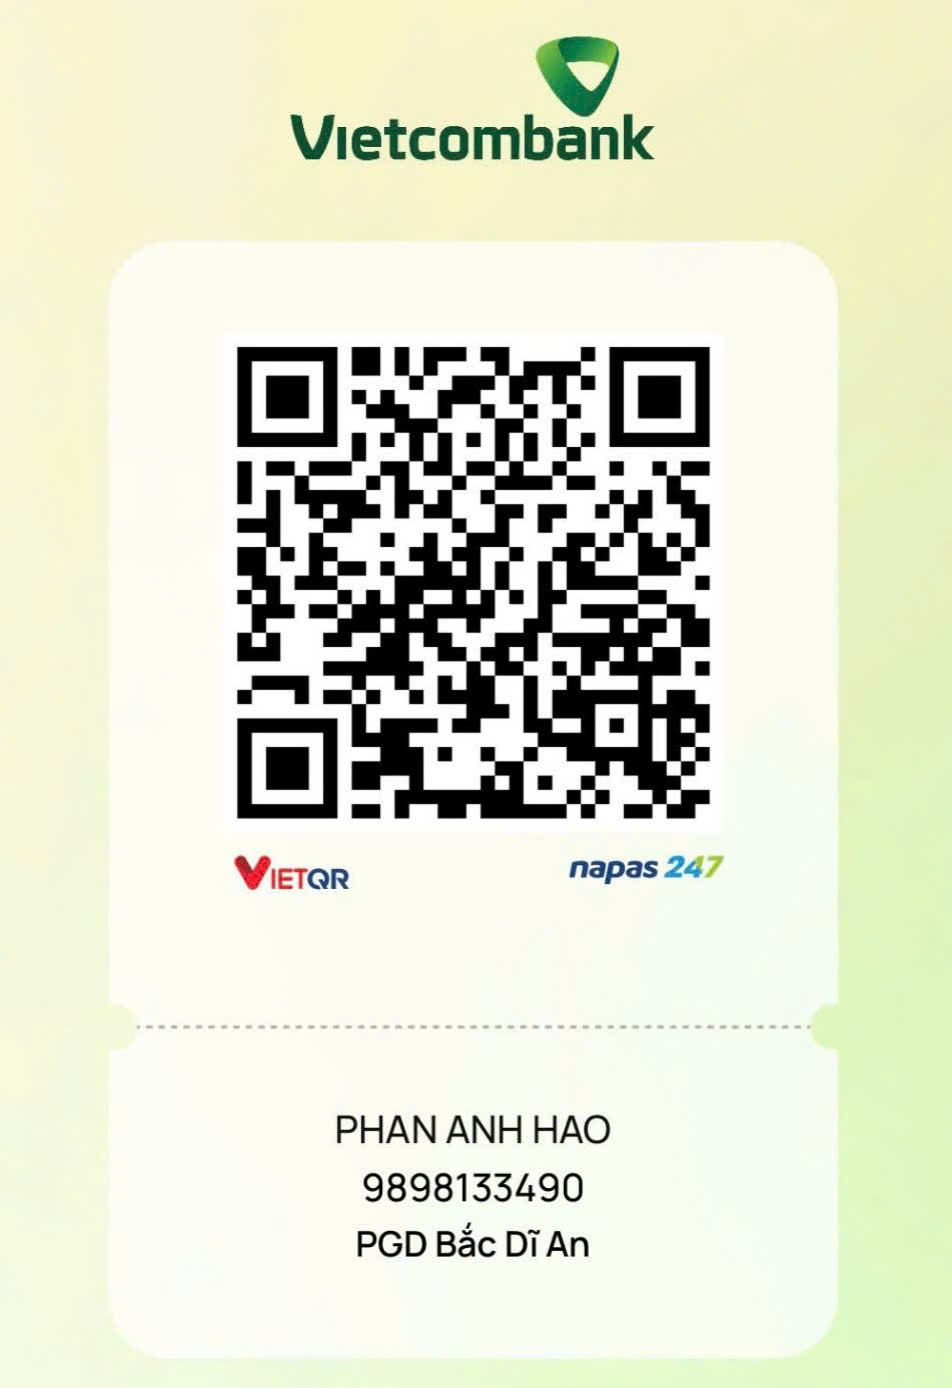 Vietcombank
VIETQR
napas 247
PHAN ANH HAO
9898133490
PGD Bắc Dĩ An